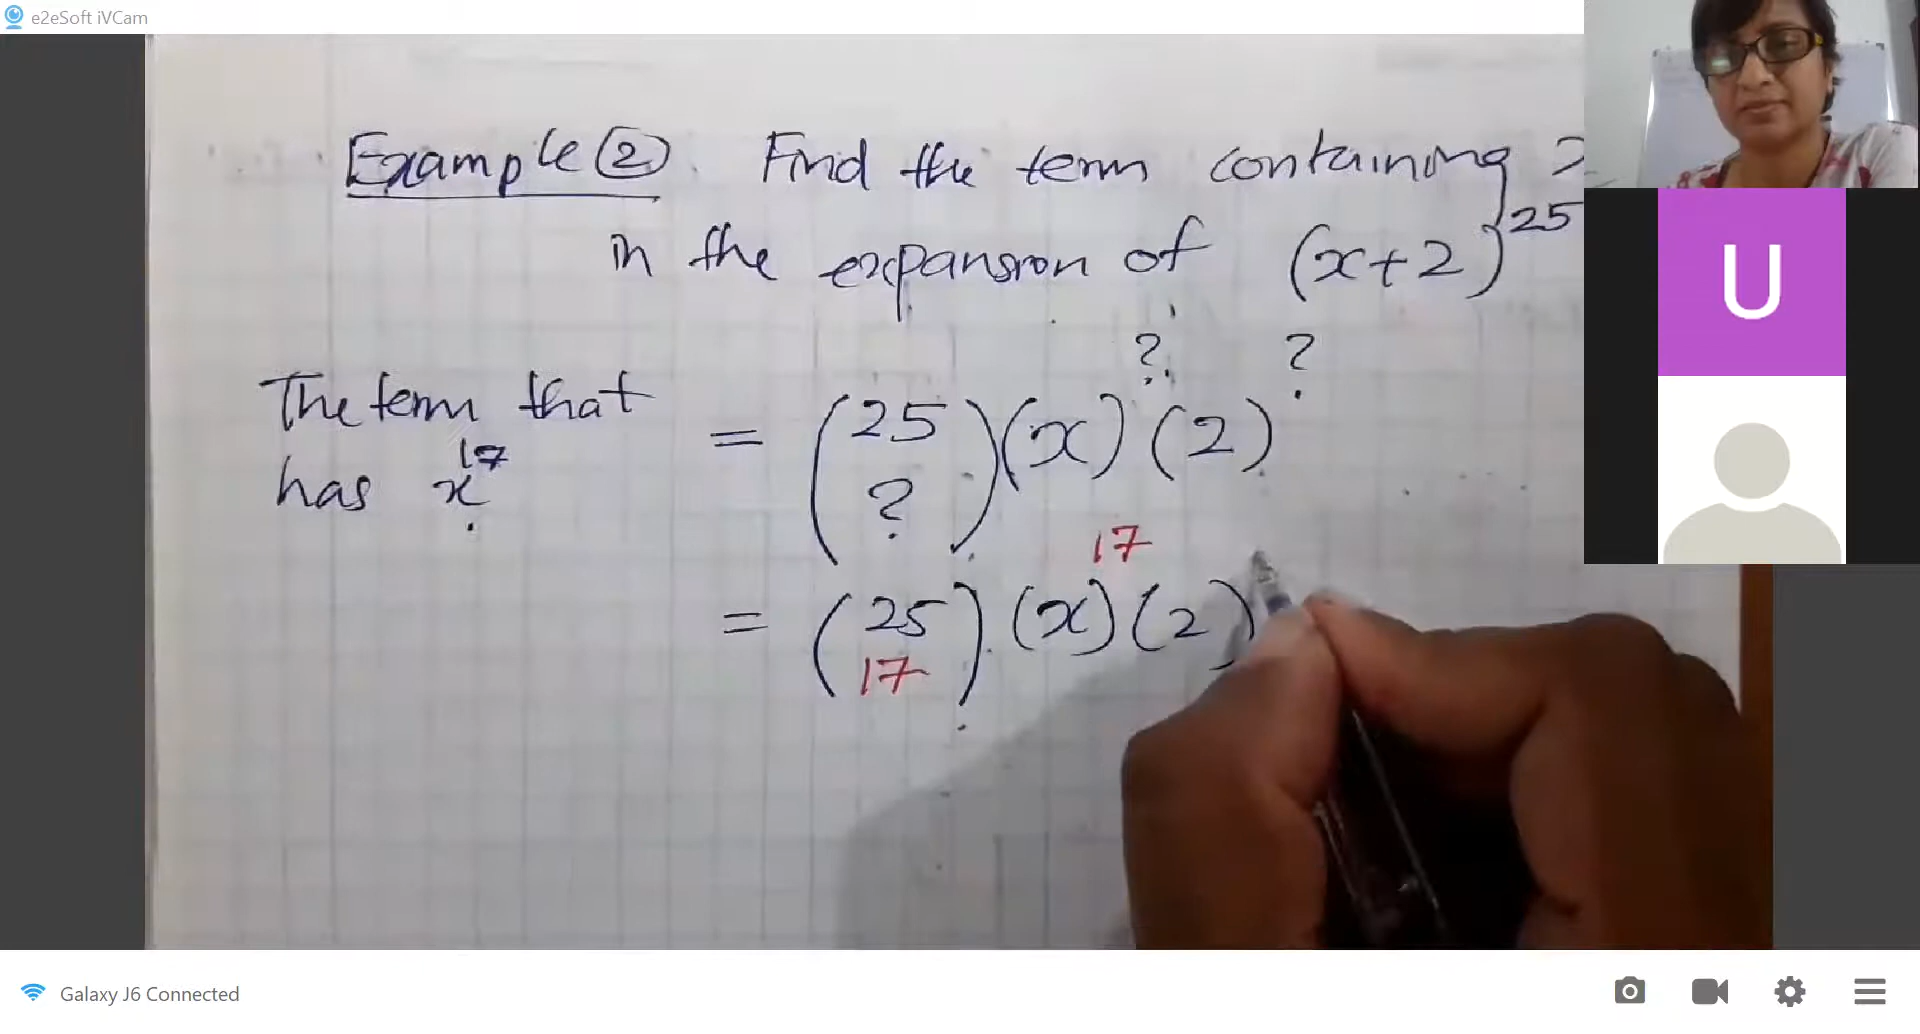 e2eSoft iVCam
Example ② . Find the term containing
in the expansion of (x+2)^25
The term that has x^17 = (25 ?) (x)^? (2)^?
= (25 17) (x)^17 (2)
U
Galaxy J6 Connected